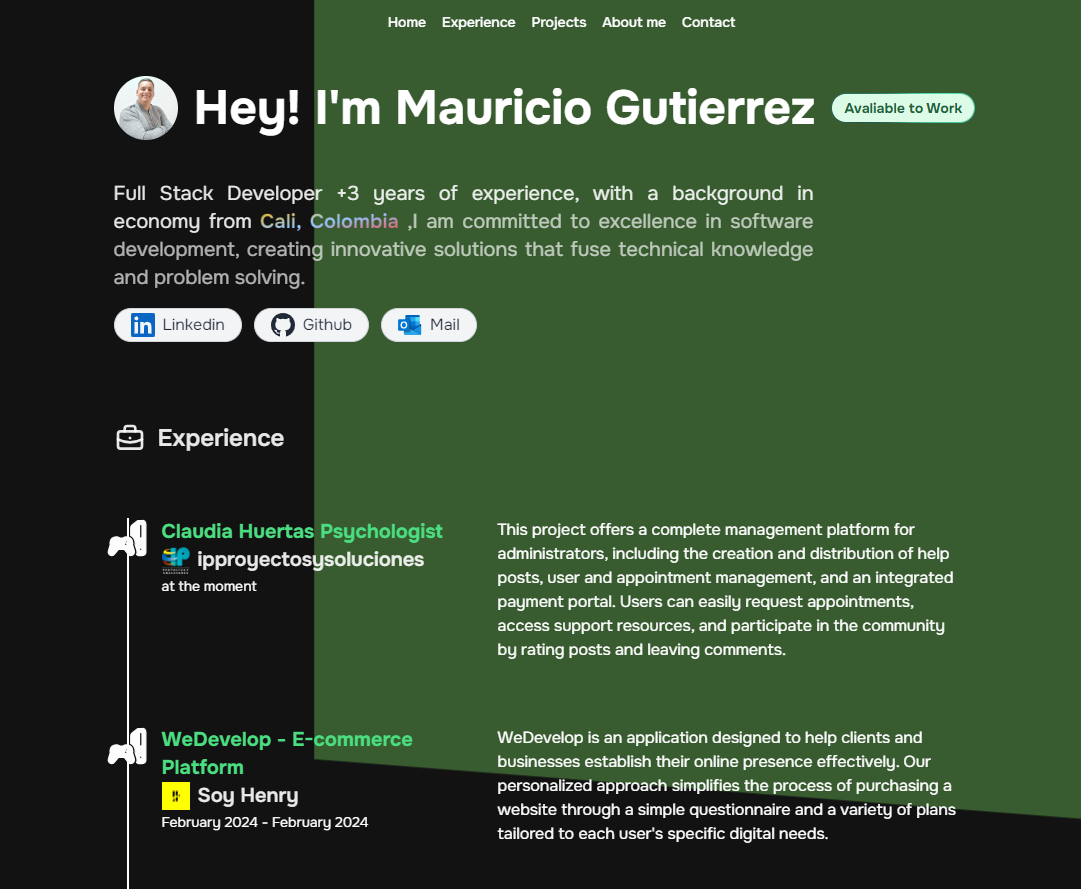 Home Experience Projects About me Contact
Hey! I'm Mauricio Gutierrez
Avaliable to Work
Full Stack Developer +3 years of experience, with a background in
economy from Cali, Colombia ,I am committed to excellence in software
development, creating innovative solutions that fuse technical knowledge
and problem solving.
Linkedin Github Mail
Experience
Claudia Huertas Psychologist
ipproyectosysoluciones
at the moment
This project offers a complete management platform for
administrators, including the creation and distribution of help
posts, user and appointment management, and an integrated
payment portal. Users can easily request appointments,
access support resources, and participate in the community
by rating posts and leaving comments.
WeDevelop - E-commerce
Platform
Soy Henry
February 2024 - February 2024
WeDevelop is an application designed to help clients and
businesses establish their online presence effectively. Our
personalized approach simplifies the process of purchasing a
website through a simple questionnaire and a variety of plans
tailored to each user's specific digital needs.